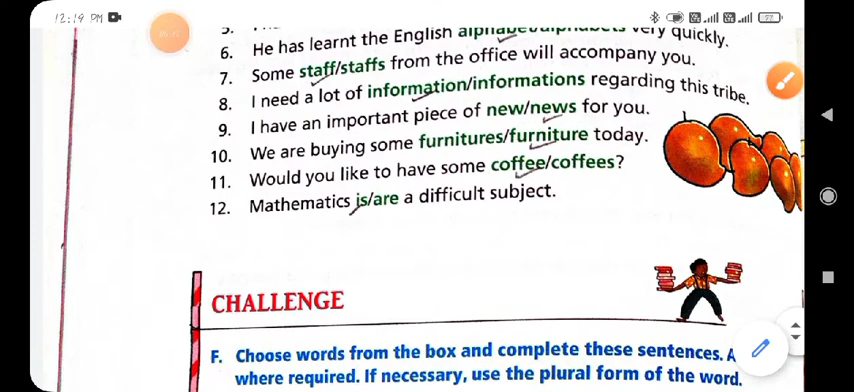 12:19 PM
5.
6. He has learnt the English alphabet/alphabets very quickly.
7. Some staff/staffs from the office will accompany you.
8. I need a lot of information/informations regarding this tribe.
9. I have an important piece of new/news for you.
10. We are buying some furnitures/furniture today.
11. Would you like to have some coffee/coffees?
12. Mathematics is/are a difficult subject.
CHALLENGE
F. Choose words from the box and complete these sentences. A
where required. If necessary, use the plural form of the word.